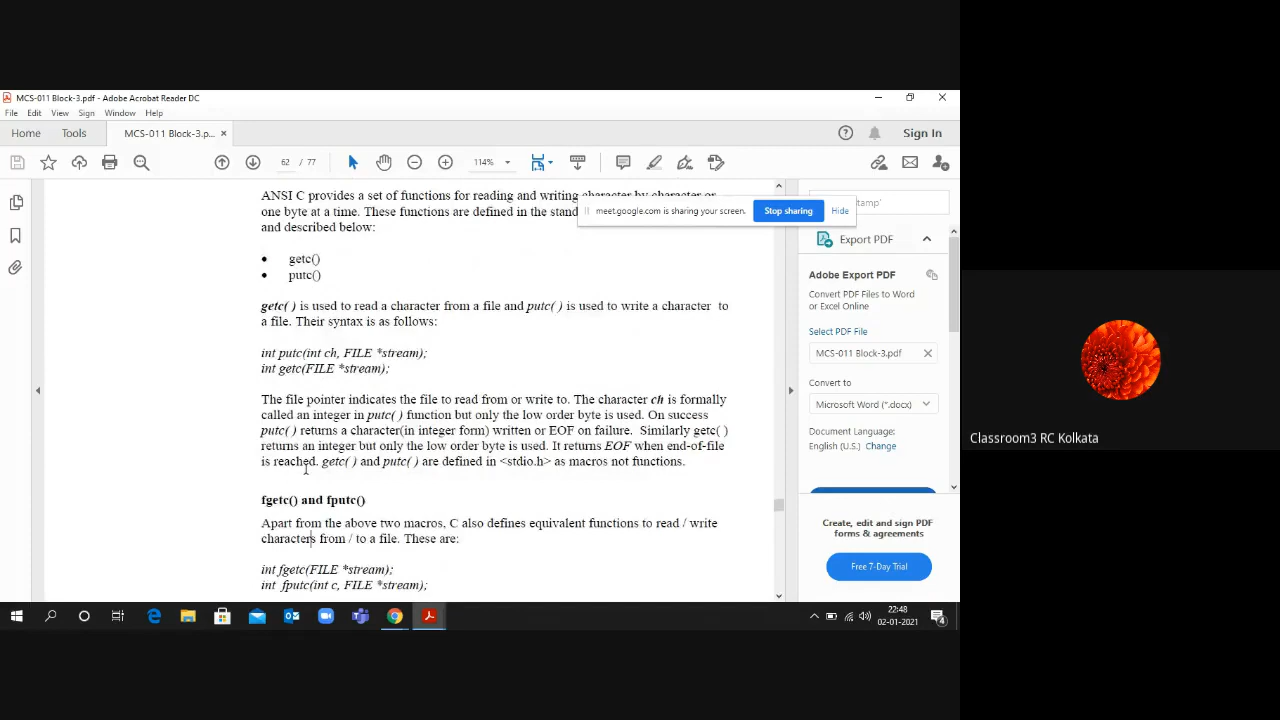 MCS-011 Block-3.pdf - Adobe Acrobat Reader DC
File Edit View Sign Window Help
Home Tools MCS-011 Block-3.p... × Sign In
62 / 77 114%
ANSI C provides a set of functions for reading and writing character by character or
one byte at a time. These functions are defined in the stand
and described below:
• getc()
• putc()
getc( ) is used to read a character from a file and putc( ) is used to write a character to
a file. Their syntax is as follows:
int putc(int ch, FILE *stream);
int getc(FILE *stream);
The file pointer indicates the file to read from or write to. The character ch is formally
called an integer in putc( ) function but only the low order byte is used. On success
putc( ) returns a character(in integer form) written or EOF on failure. Similarly getc( )
returns an integer but only the low order byte is used. It returns EOF when end-of-file
is reached. getc( ) and putc( ) are defined in <stdio.h> as macros not functions.
fgetc() and fputc()
Apart from the above two macros, C also defines equivalent functions to read / write
characters from / to a file. These are:
int fgetc(FILE *stream);
int fputc(int c, FILE *stream);
meet.google.com is sharing your screen. Stop sharing Hide
tamp'
Export PDF
Adobe Export PDF
Convert PDF Files to Word
or Excel Online
Select PDF File
MCS-011 Block-3.pdf
Convert to
Microsoft Word (*.docx)
Document Language:
English (U.S.) Change
Create, edit and sign PDF
forms & agreements
Free 7-Day Trial
22:48
02-01-2021
4
Classroom3 RC Kolkata